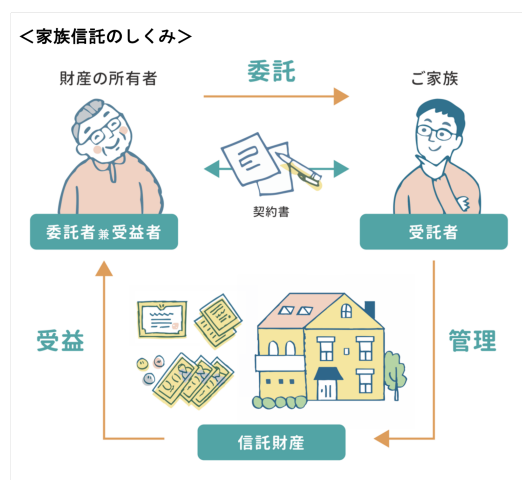 ＜家族信託のしくみ＞
財産の所有者
委託
ご家族
契約書
委託者兼受益者
受託者
受益
管理
信託財産